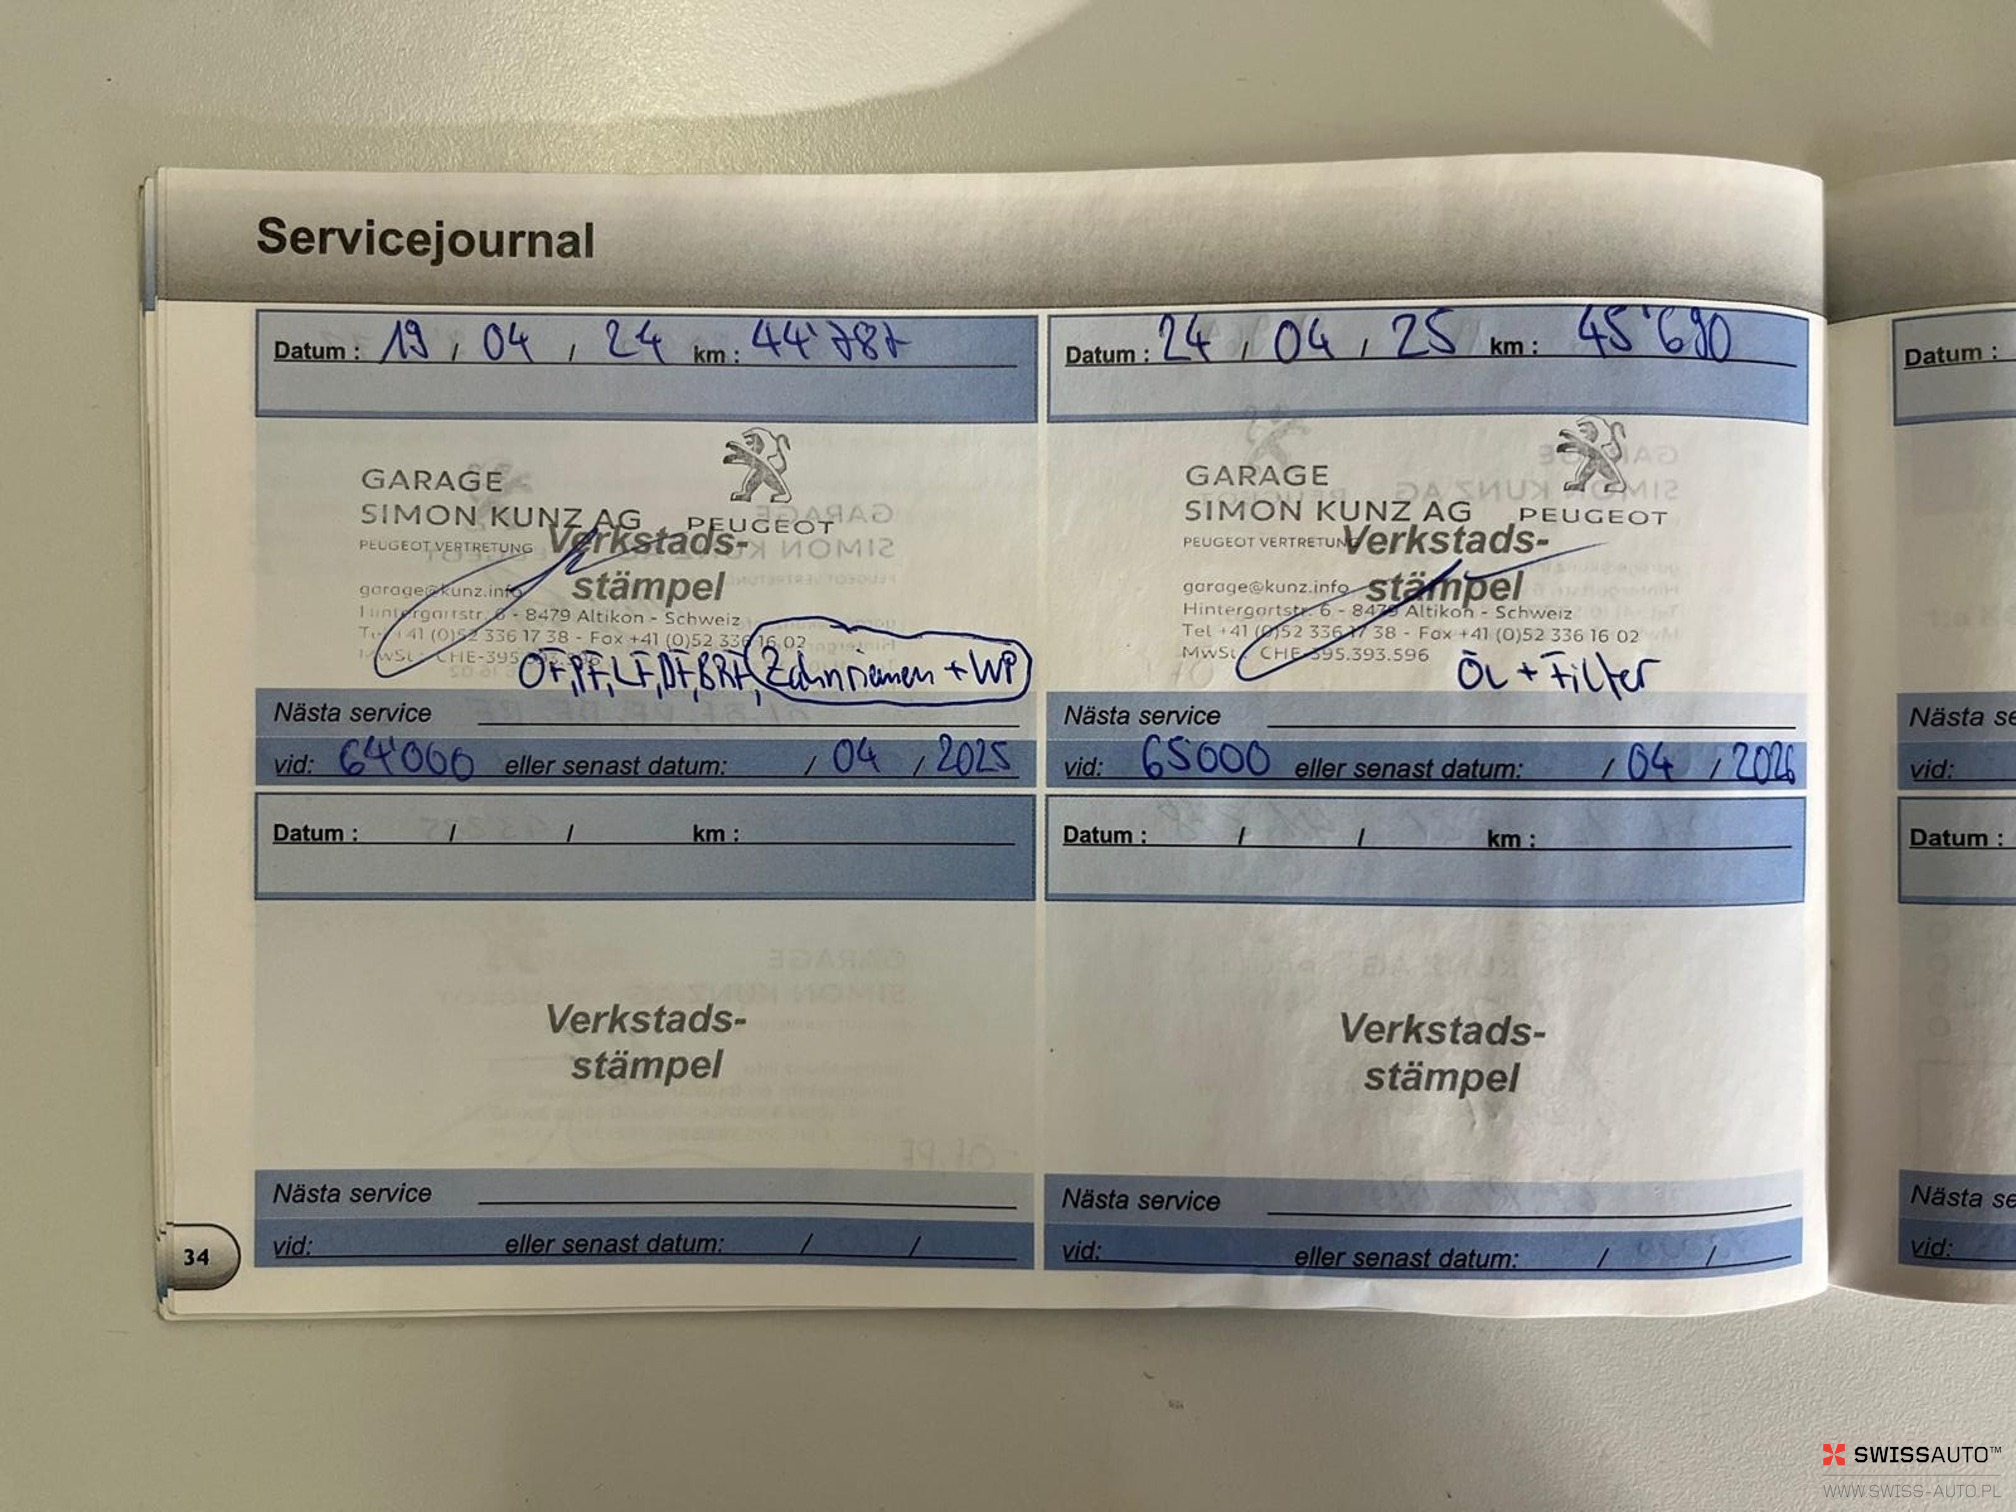 Servicejournal
Datum : 19 / 04 / 24 km : 44'787
GARAGE
SIMON KUNZ AG PEUGEOT
PEUGEOT VERTRETUNG
Verkstads-
stämpel
garage@kunz.info
Hintergartstr. 6 - 8479 Altikon - Schweiz
Tel +41 (0)52 336 17 38 - Fax +41 (0)52 336 16 02
MwSt. CHE-395.393.596
OF, PF, LF, DF, BRF, Zahnriemen + WP
Nästa service
vid: 64'000 eller senast datum: / 04 / 2025
Datum : 24 / 04 / 25 km : 45'690
GARAGE
SIMON KUNZ AG PEUGEOT
PEUGEOT VERTRETUNG
Verkstads-
stämpel
garage@kunz.info
Hintergartstr. 6 - 8479 Altikon - Schweiz
Tel +41 (0)52 336 17 38 - Fax +41 (0)52 336 16 02
MwSt. CHE-395.393.596
ÖL + Filter
Nästa service
vid: 65000 eller senast datum: / 04 / 2026
Datum : / / km :
Verkstads-
stämpel
Nästa service
vid: eller senast datum: / /
Datum : / / km :
Verkstads-
stämpel
Nästa service
vid: eller senast datum: / /
34
Datum :
Nästa se
vid:
Datum :
Nästa se
vid:
SWISSAUTO™
WWW.SWISS-AUTO.PL